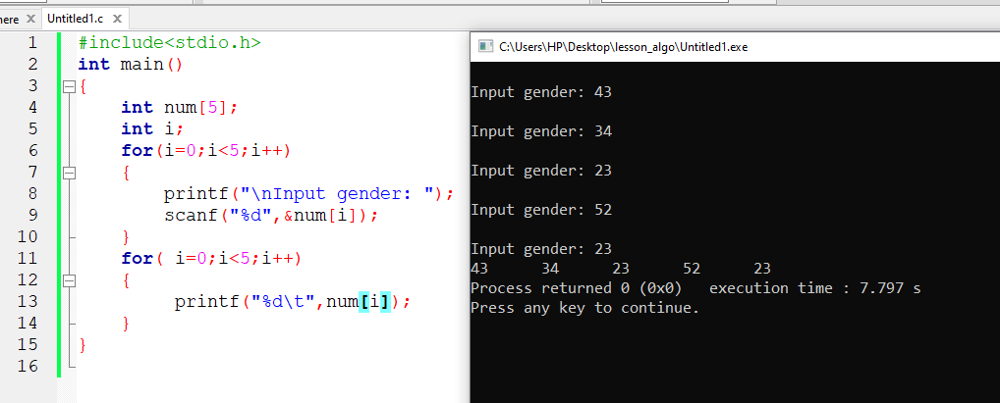 nere Untitled1.c
1 #include<stdio.h>
2 int main()
3 {
4 int num[5];
5 int i;
6 for(i=0;i<5;i++)
7 {
8 printf("\nInput gender: ");
9 scanf("%d",&num[i]);
10 }
11 for( i=0;i<5;i++)
12 {
13 printf("%d\t",num[i]);
14 }
15 }
16
C:\Users\HP\Desktop\lesson_algo\Untitled1.exe
Input gender: 43
Input gender: 34
Input gender: 23
Input gender: 52
Input gender: 23
43 34 23 52 23
Process returned 0 (0x0) execution time : 7.797 s
Press any key to continue.